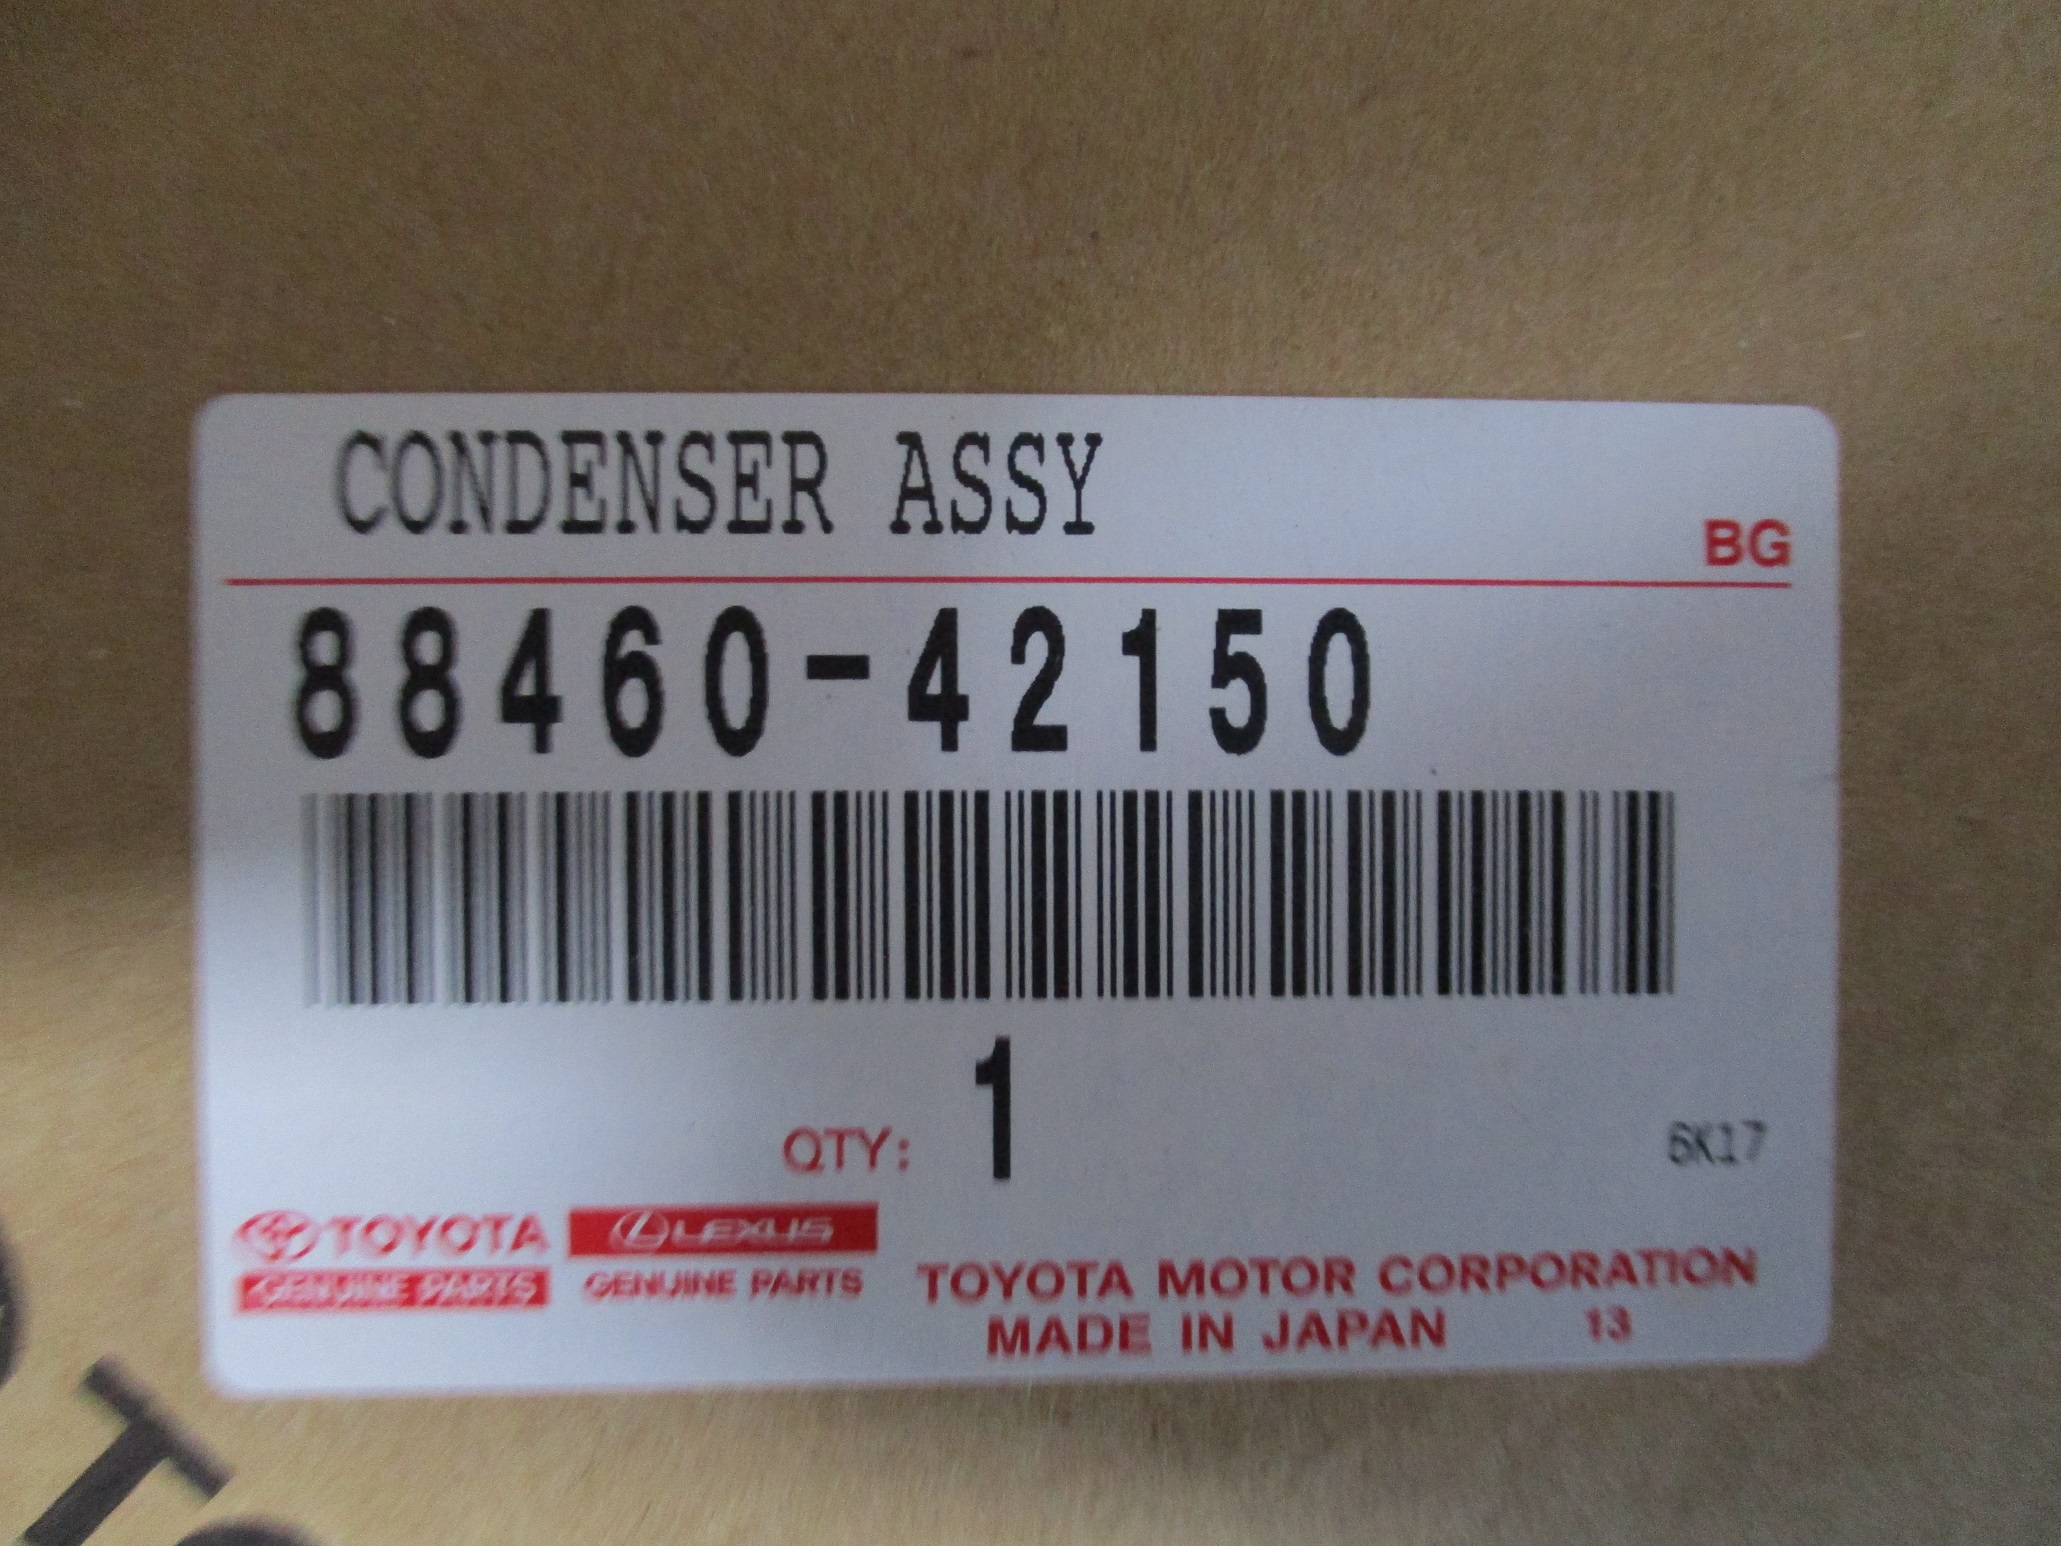 CONDENSER ASSY
BG
88460-42150
QTY: 1
6K17
TOYOTA
GENUINE PARTS
LEXUS
GENUINE PARTS
TOYOTA MOTOR CORPORATION
MADE IN JAPAN 13